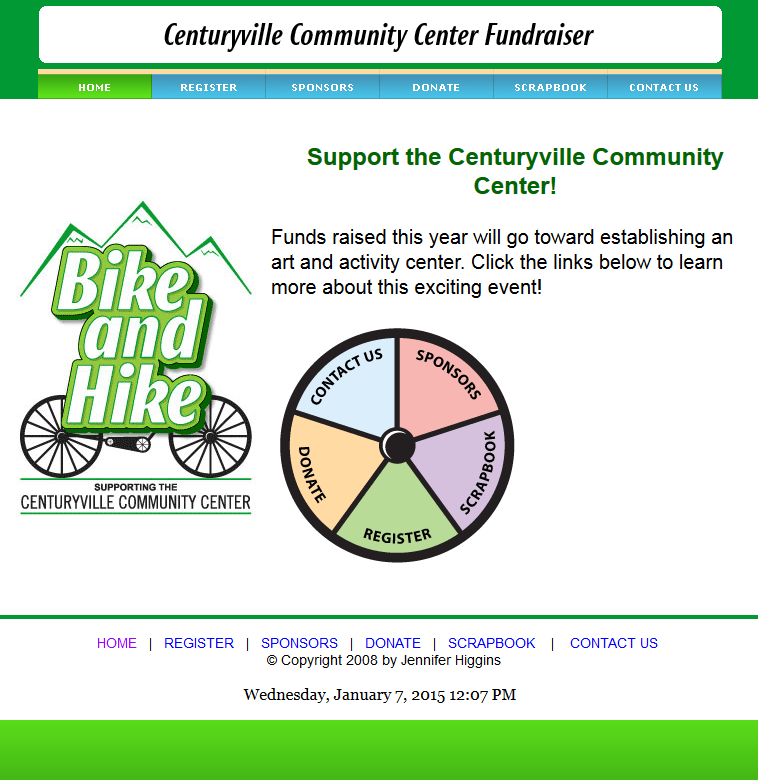 Centuryville Community Center Fundraiser
HOME REGISTER SPONSORS DONATE SCRAPBOOK CONTACT US
Support the Centuryville Community
Center!
Funds raised this year will go toward establishing an
art and activity center. Click the links below to learn
more about this exciting event!
Bike
and
Hike
SUPPORTING THE
CENTURYVILLE COMMUNITY CENTER
CONTACT US
SPONSORS
SCRAPBOOK
REGISTER
DONATE
HOME | REGISTER | SPONSORS | DONATE | SCRAPBOOK | CONTACT US
© Copyright 2008 by Jennifer Higgins
Wednesday, January 7, 2015 12:07 PM